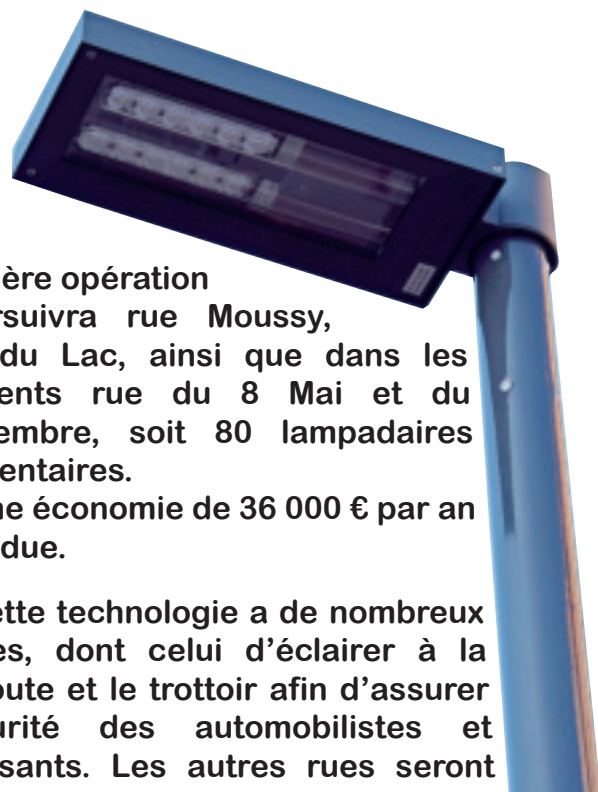 ère opération
rsuivra rue Moussy,
du Lac, ainsi que dans les
ents rue du 8 Mai et du
embre, soit 80 lampadaires
entaires.
ne économie de 36 000 € par an
due.
ette technologie a de nombreux
es, dont celui d’éclairer à la
oute et le trottoir afin d’assurer
urité des automobilistes et
sants. Les autres rues seront